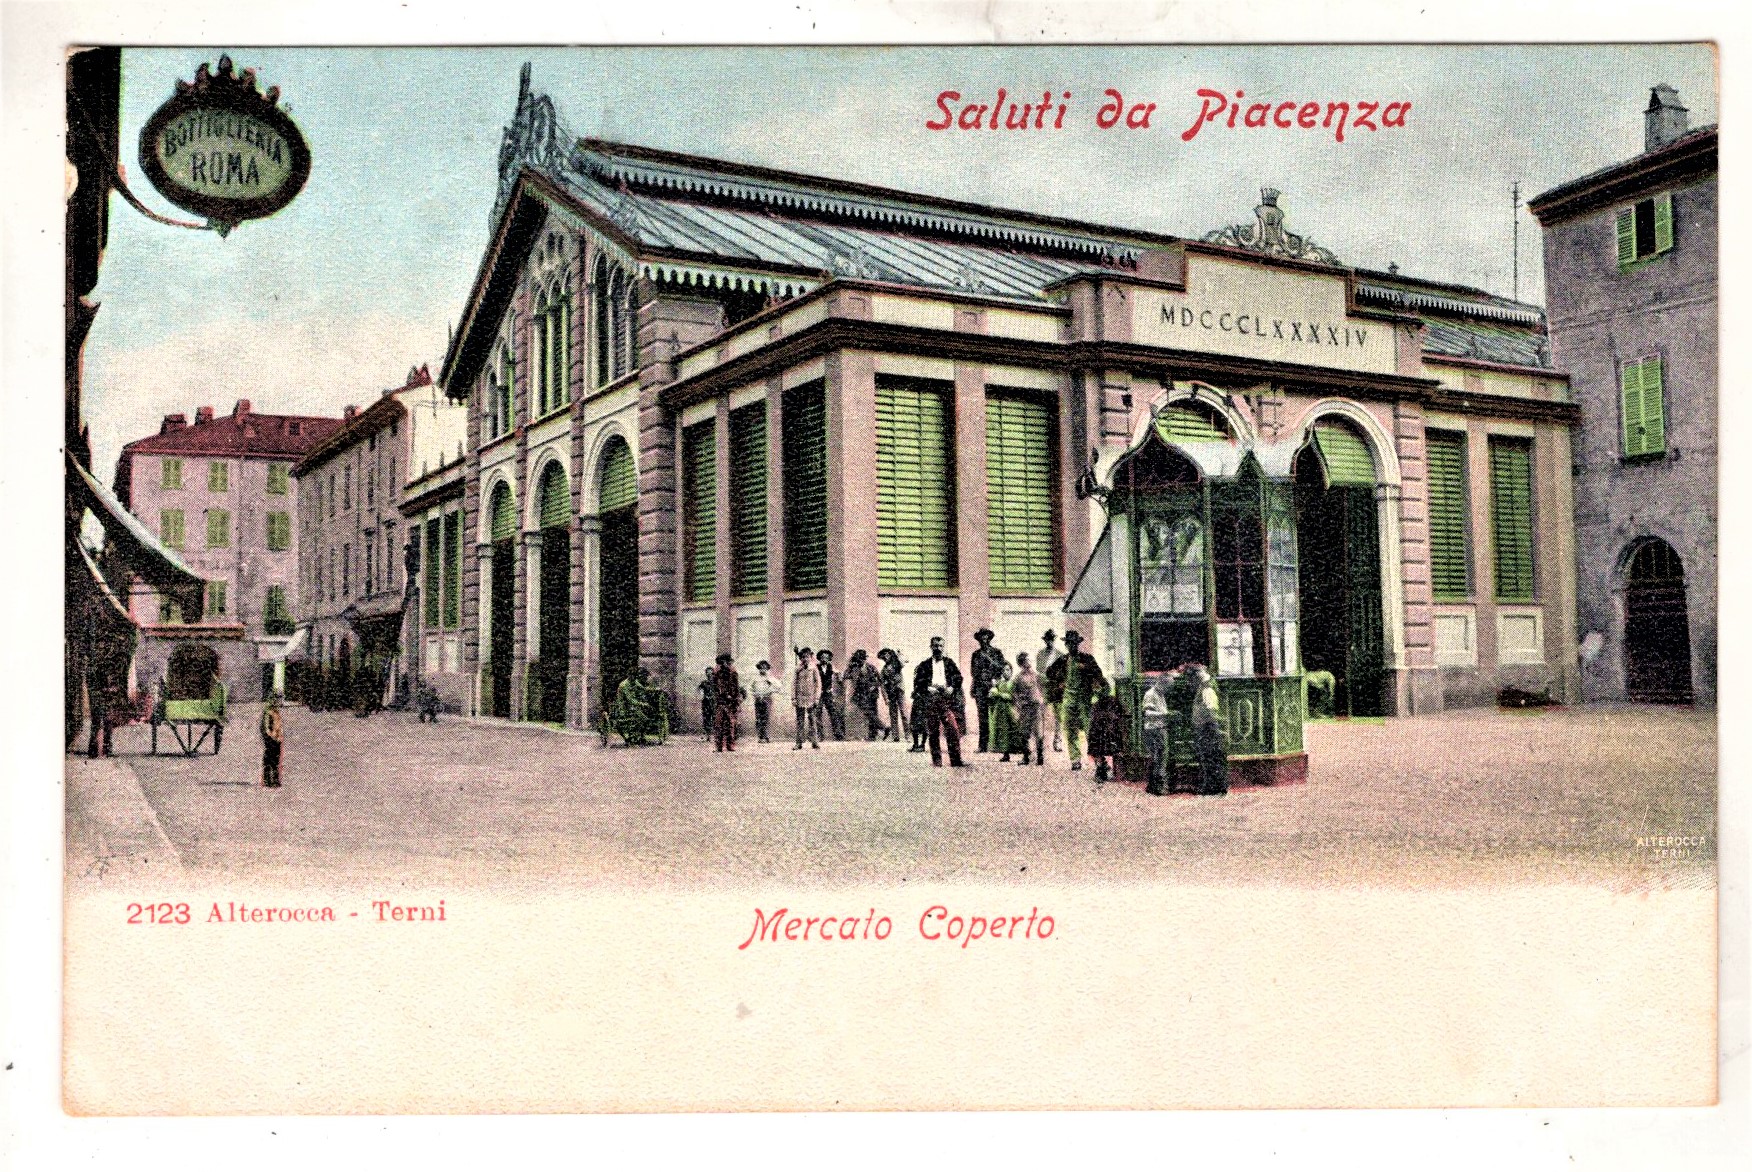 BOTTIGLIERIA
ROMA
Saluti da Piacenza
MDCCCLXXXXIV
ALTEROCCA
TERNI
2123 Alterocca - Terni
Mercato Coperto